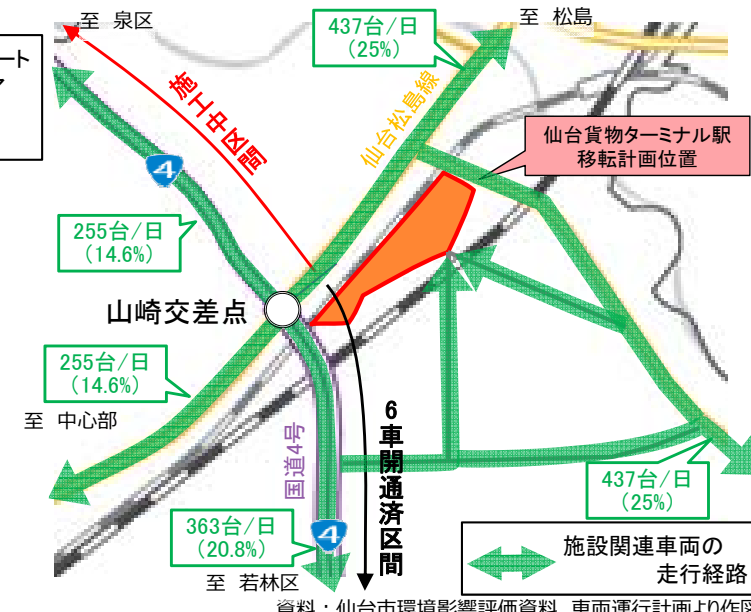 至 泉区
437台/日
(25%)
至 松島
ート
施工中区間
仙台松島線
仙台貨物ターミナル駅
移転計画位置
4
255台/日
(14.6%)
山崎交差点
255台/日
(14.6%)
至 中心部
国道4号
6車開通済区間
437台/日
(25%)
363台/日
(20.8%)
4
至 若林区
施設関連車両の
走行経路
資料：仙台市環境影響評価資料 車両運行計画より作図